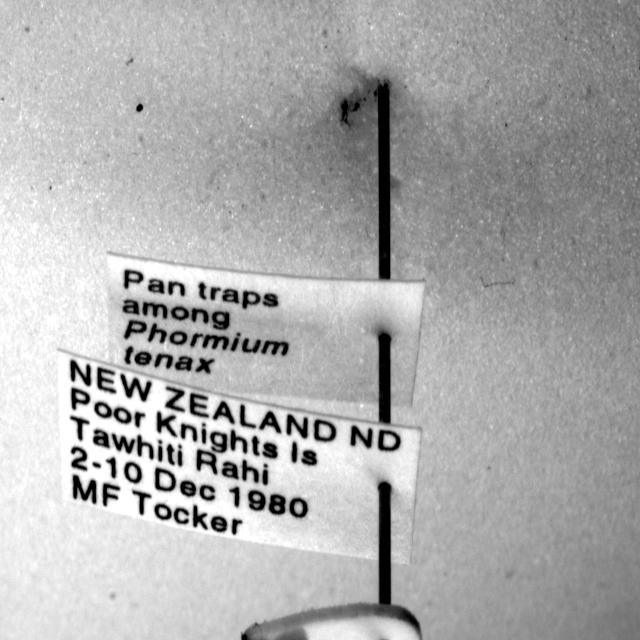 Pan traps
among
Phormium
tenax
NEW ZEALAND ND
Poor Knights Is
Tawhiti Rahi
2-10 Dec 1980
MF Tocker